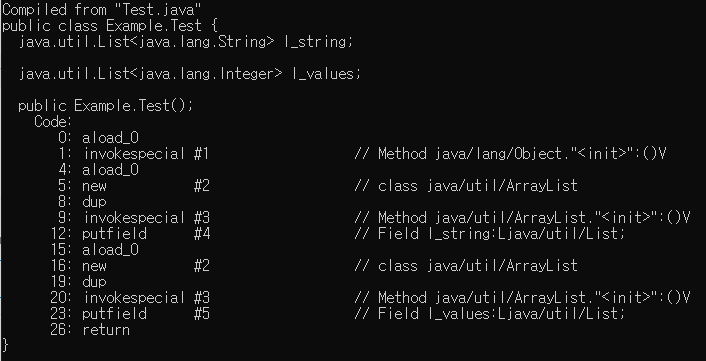 Compiled from "Test.java"
public class Example.Test {
  java.util.List<java.lang.String> l_string;
  java.util.List<java.lang.Integer> l_values;
  public Example.Test();
    Code:
       0: aload_0
       1: invokespecial #1                  // Method java/lang/Object."<init>":()V
       4: aload_0
       5: new           #2                  // class java/util/ArrayList
       8: dup
       9: invokespecial #3                  // Method java/util/ArrayList."<init>":()V
      12: putfield      #4                  // Field l_string:Ljava/util/List;
      15: aload_0
      16: new           #2                  // class java/util/ArrayList
      19: dup
      20: invokespecial #3                  // Method java/util/ArrayList."<init>":()V
      23: putfield      #5                  // Field l_values:Ljava/util/List;
      26: return
}